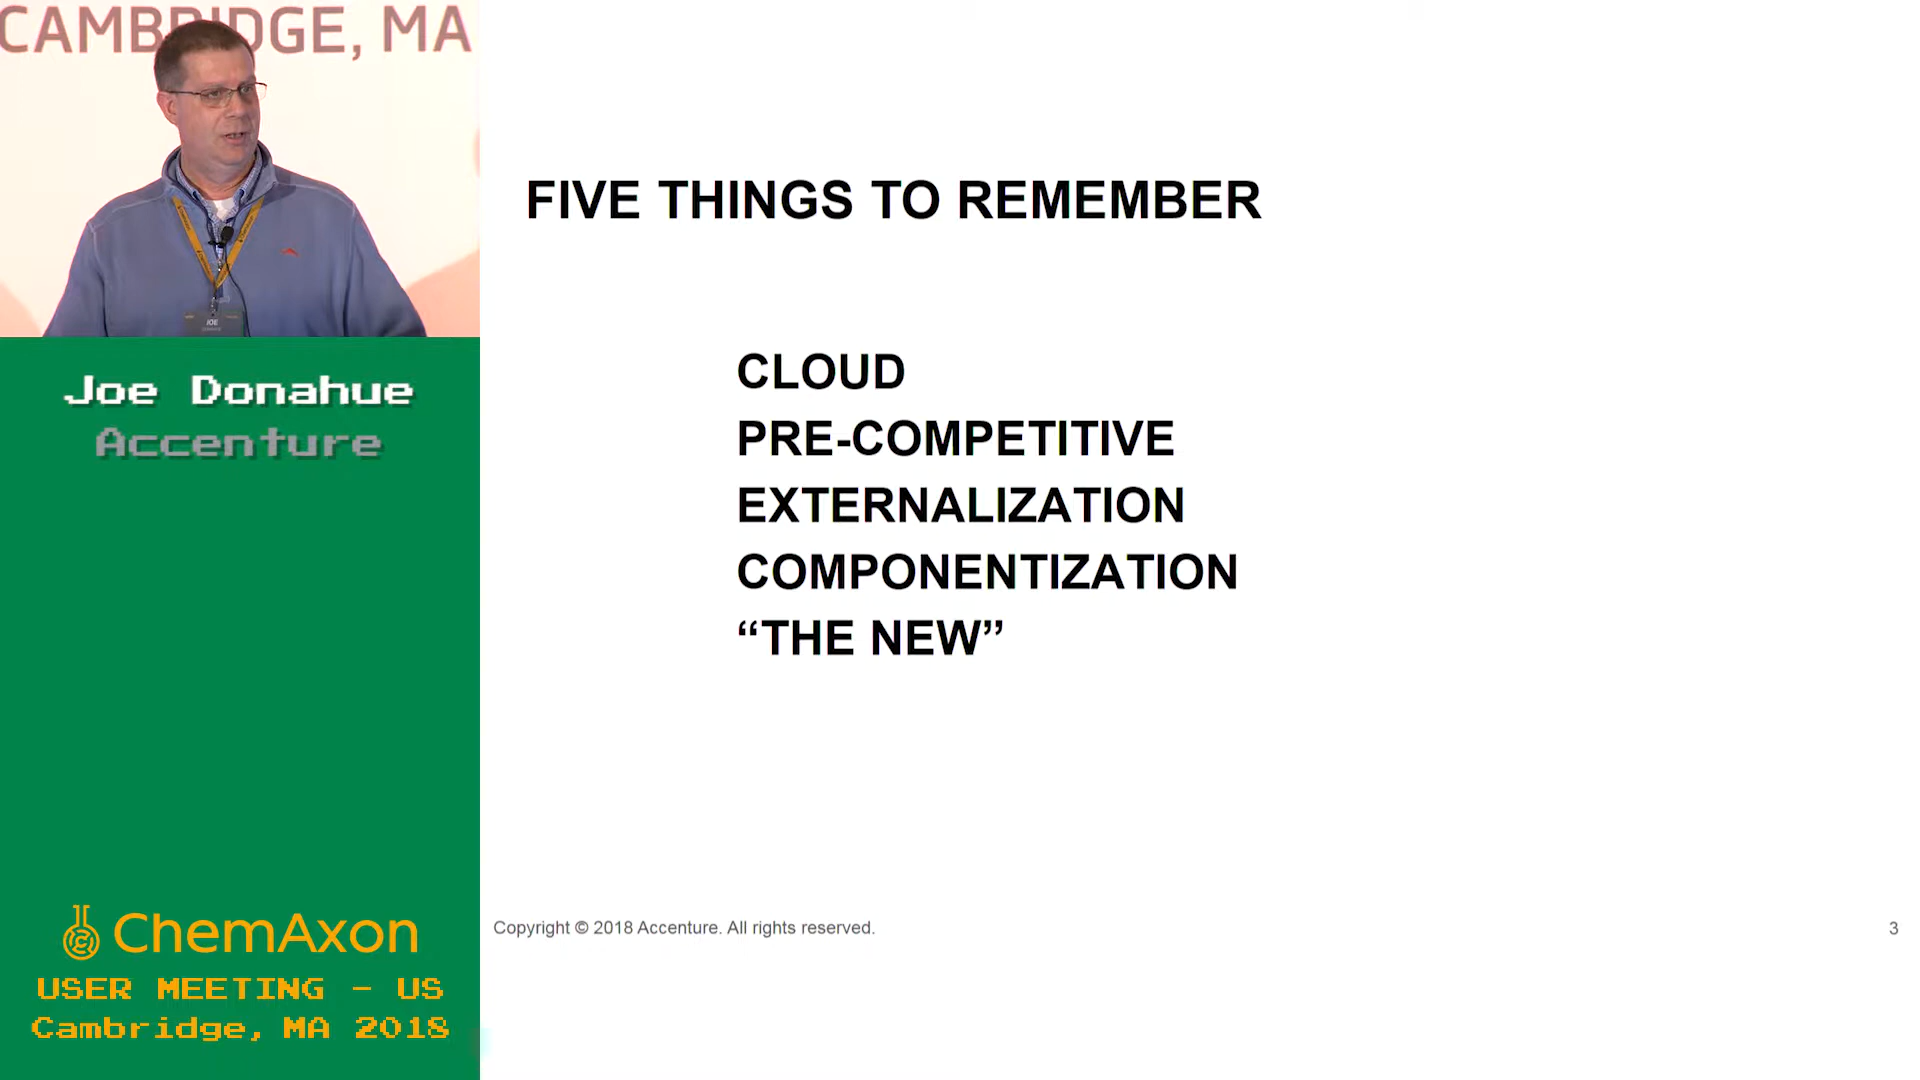 CAMBRIDGE, MA
JOE
Joe Donahue
Accenture
ChemAxon
USER MEETING - US
Cambridge, MA 2018
FIVE THINGS TO REMEMBER
CLOUD
PRE-COMPETITIVE
EXTERNALIZATION
COMPONENTIZATION
“THE NEW”
Copyright © 2018 Accenture. All rights reserved.
3